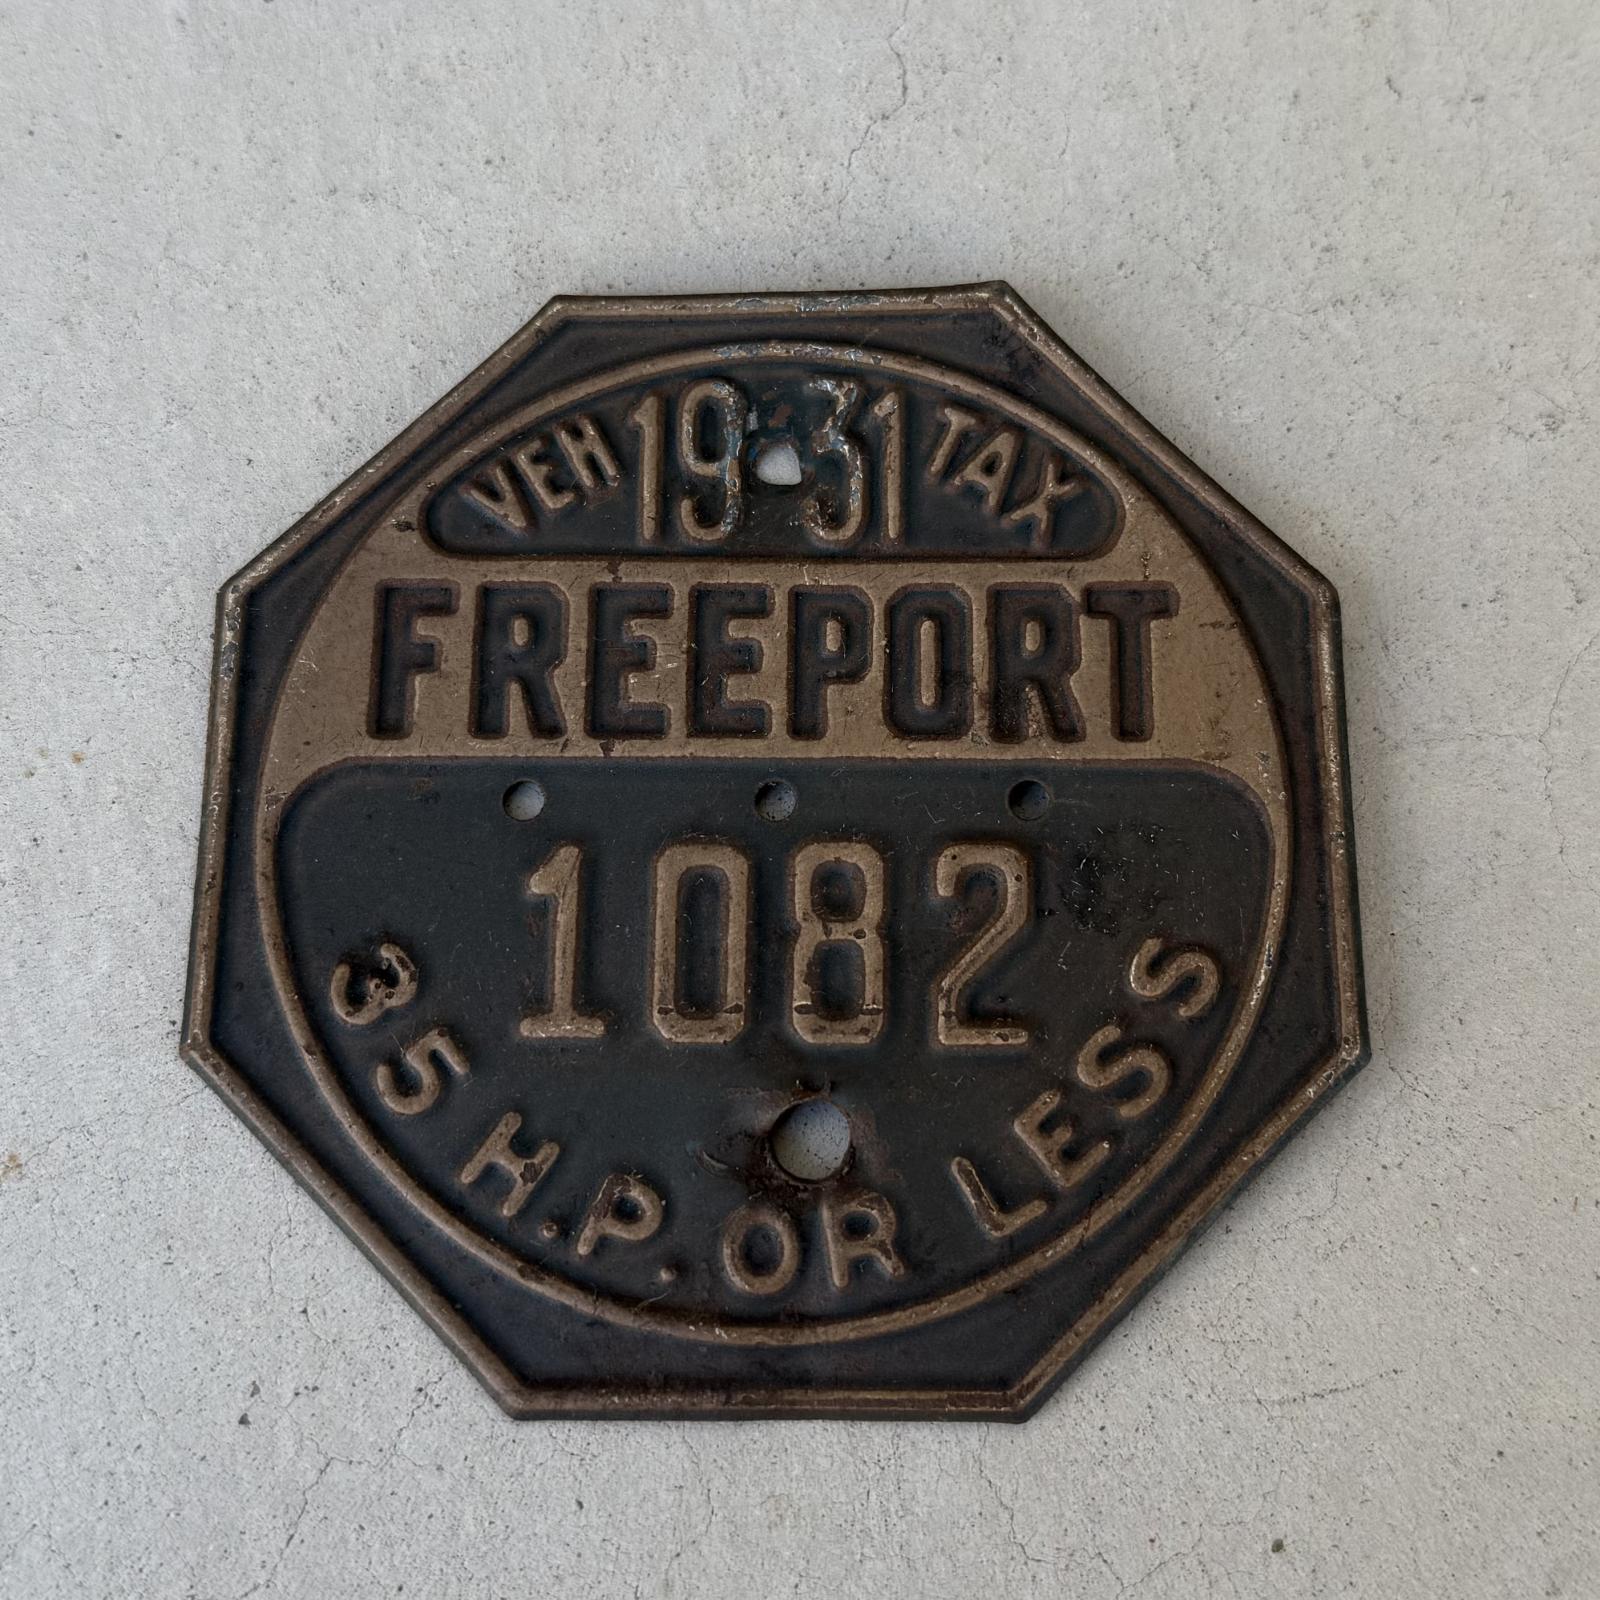 VEH 1931 TAX
FREEPORT
1082
35 H.P. OR LESS